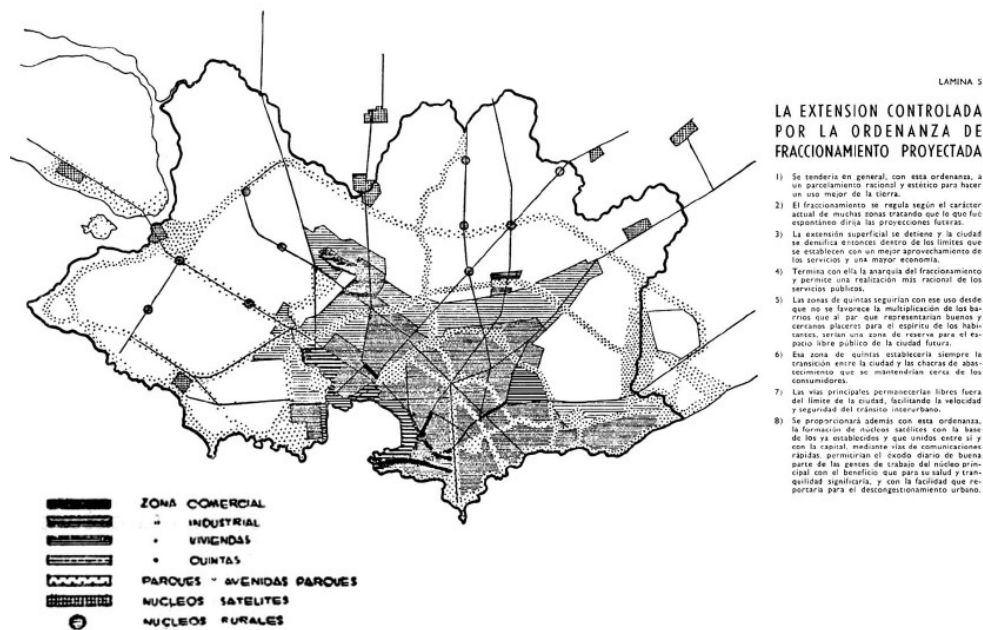 LAMINA 5
LA EXTENSION CONTROLADA
POR LA ORDENANZA DE
FRACCIONAMIENTO PROYECTADA
1) Se tendería en general, con esta ordenanza, a
un parcelamiento racional y estético para hacer
un uso mejor de la tierra.
2) El fraccionamiento se regula según el carácter
actual de muchas zonas tratando que lo que fué
espontáneo dirija las proyecciones futuras.
3) La extensión superficial se detiene y la ciudad
se densifica entonces dentro de los límites que
se establecen con un mejor aprovechamiento de
los servicios y una mayor economía.
4) Termina con ella la anarquía del fraccionamiento
y permite una realización más racional de los
servicios públicos.
5) Las zonas de quintas seguirían con ese uso desde
que no se favorece la multiplicación de los ba-
rrios que al par que representarían buenos y
cercanos placeres para el espíritu de los habi-
tantes, serían una zona de reserva para el es-
pacio libre público de la ciudad futura.
6) Esa zona de quintas establecería siempre la
transición entre la ciudad y las chacras de abas-
tecimiento que se mantendrían cerca de los
consumidores.
7) Las vías principales permanecerían libres fuera
del límite de la ciudad, facilitando la velocidad
y seguridad del tránsito interurbano.
8) Se proporcionará además con esta ordenanza,
la formación de núcleos satélites con la base
de los ya establecidos y que unidos entre sí y
con la capital, mediante vías de comunicaciones
rápidas, permitirían el éxodo diario de buena
parte de las gentes de trabajo del núcleo prin-
cipal con el beneficio que para su salud y tran-
quilidad significaría, y con la facilidad que re-
portaría para el descongestionamiento urbano.
ZONA COMERCIAL
" INDUSTRIAL
" VIVIENDAS
" QUINTAS
PARQUES - AVENIDAS PARQUES
NUCLEOS SATELITES
NUCLEOS RURALES